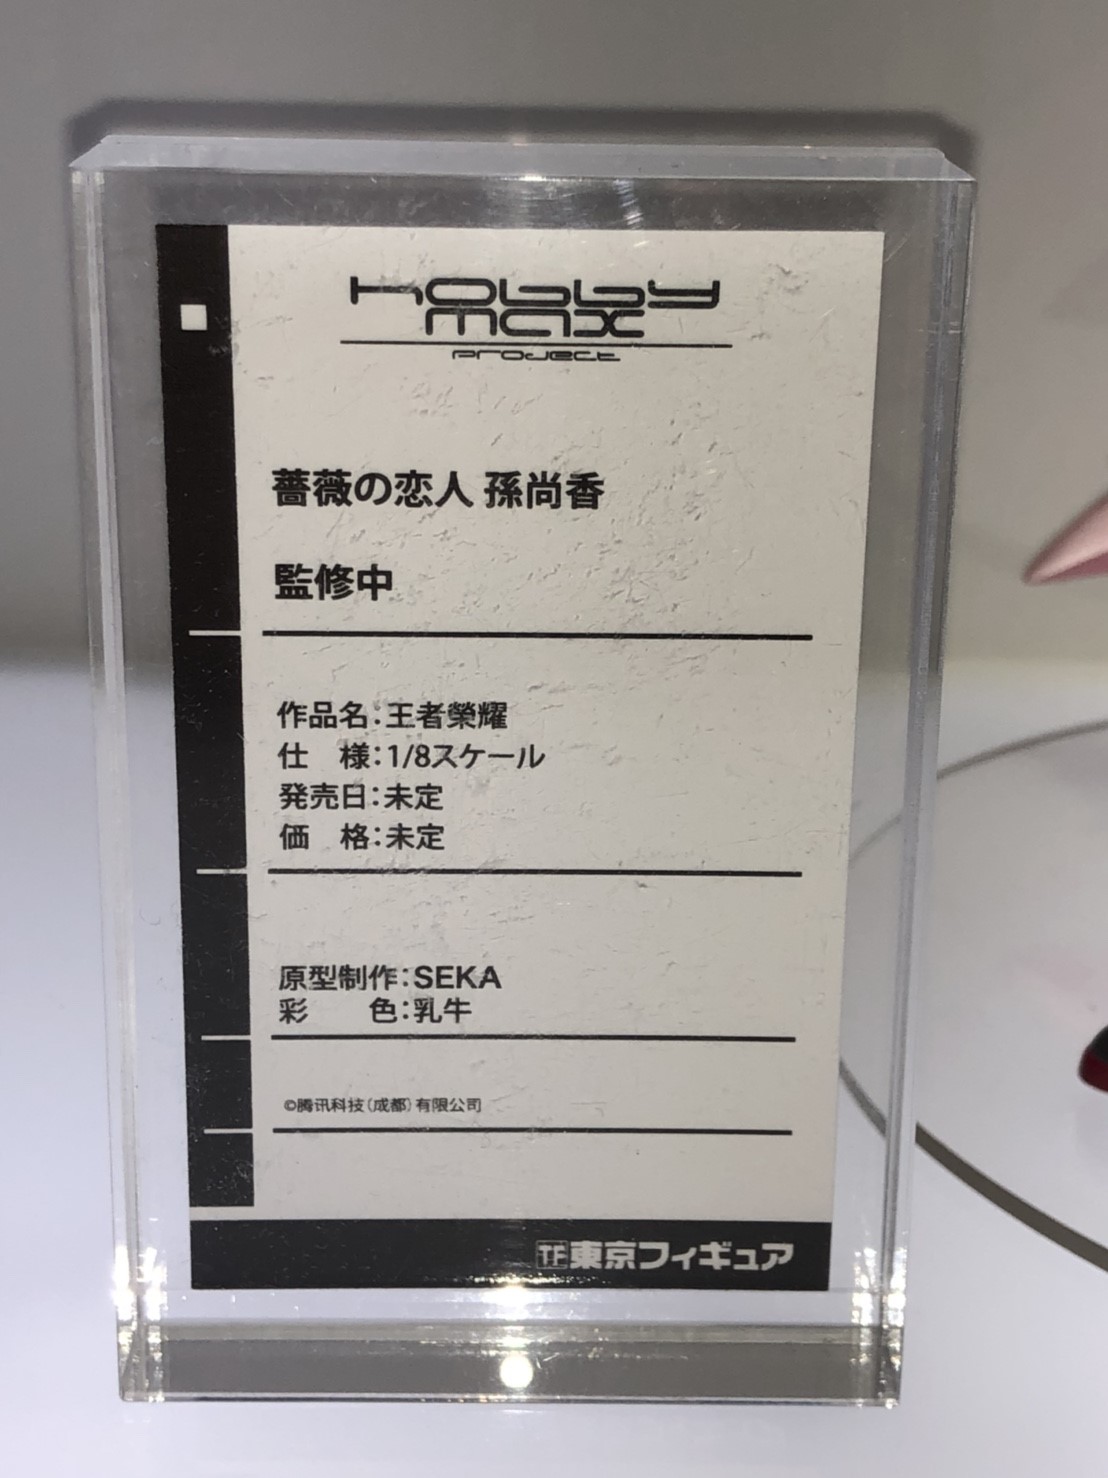 hobby
max
project
薔薇の恋人 孫尚香
監修中
作品名：王者榮耀
仕　様：1/8スケール
発売日：未定
価　格：未定
原型制作：SEKA
彩　　色：乳牛
©腾讯科技（成都）有限公司
TF東京フィギュア